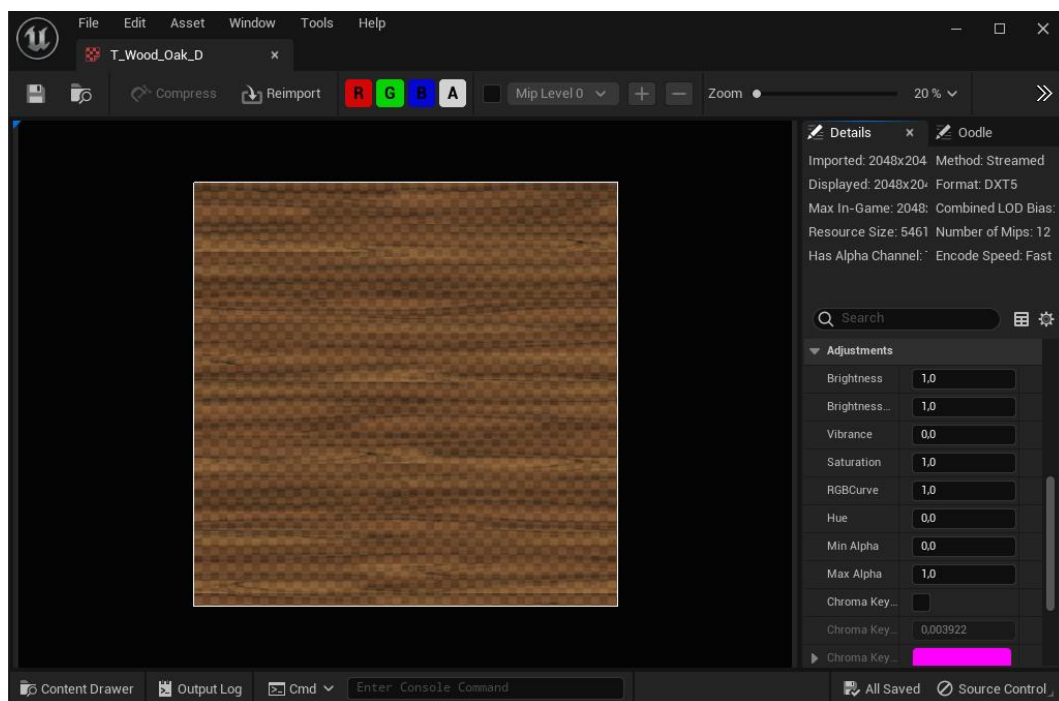 File Edit Asset Window Tools Help
T_Wood_Oak_D
Compress Reimport R G B A Mip Level 0 Zoom 20 %
Details Oodle
Imported: 2048x204 Method: Streamed
Displayed: 2048x204 Format: DXT5
Max In-Game: 2048: Combined LOD Bias:
Resource Size: 5461 Number of Mips: 12
Has Alpha Channel: Encode Speed: Fast
Search
Adjustments
Brightness 1,0
Brightness... 1,0
Vibrance 0,0
Saturation 1,0
RGBCurve 1,0
Hue 0,0
Min Alpha 0,0
Max Alpha 1,0
Chroma Key...
Chroma Key... 0,003922
Chroma Key...
Content Drawer Output Log Cmd Enter Console Command All Saved Source Control